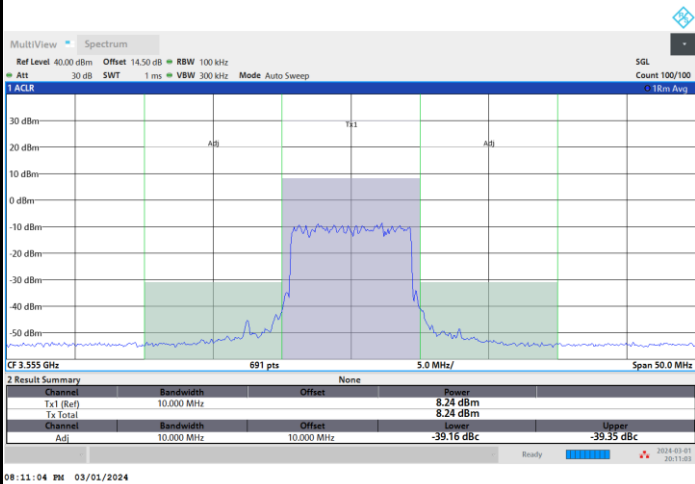 MultiView Spectrum
Ref Level 40.00 dBm Offset 14.50 dB RBW 100 kHz SGL
Att 30 dB SWT 1 ms VBW 300 kHz Mode Auto Sweep Count 100/100
1 ACLR 1Rm Avg
30 dBm
Tx1
20 dBm
Adj Adj
10 dBm
0 dBm
-10 dBm
-20 dBm
-30 dBm
-40 dBm
-50 dBm
CF 3.555 GHz 691 pts 5.0 MHz/ Span 50.0 MHz
2 Result Summary None
Channel Bandwidth Offset Power
Tx1 (Ref) 10.000 MHz 8.24 dBm
Tx Total 8.24 dBm
Channel Bandwidth Offset Lower Upper
Adj 10.000 MHz 10.000 MHz -39.16 dBc -39.35 dBc
Ready 2024-03-01
20:11:03
08:11:04 PM 03/01/2024